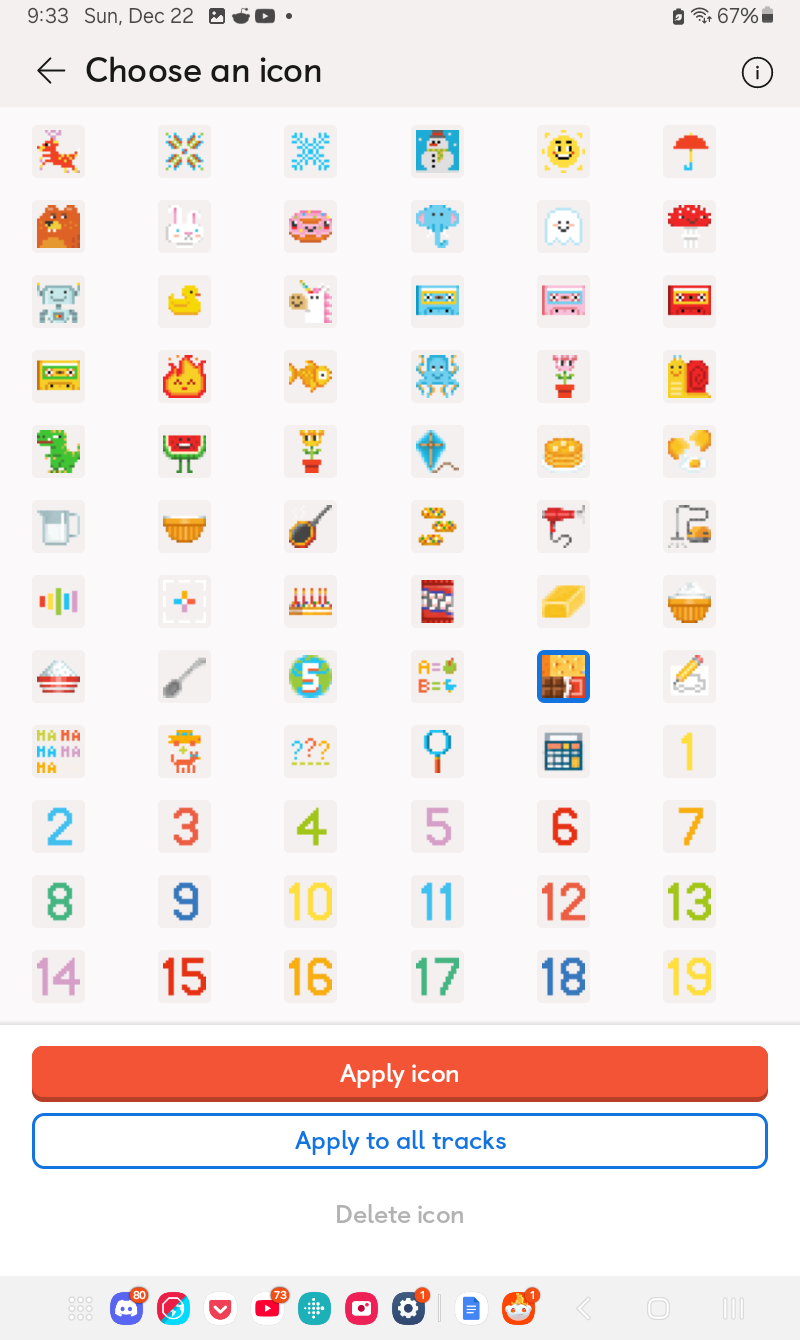 9:33 Sun, Dec 22
67%
Choose an icon
5
A=
B=
HA HA
HA HA
HA
???
1
2 3 4 5 6 7
8 9 10 11 12 13
14 15 16 17 18 19
Apply icon
Apply to all tracks
Delete icon
80 73 1 1